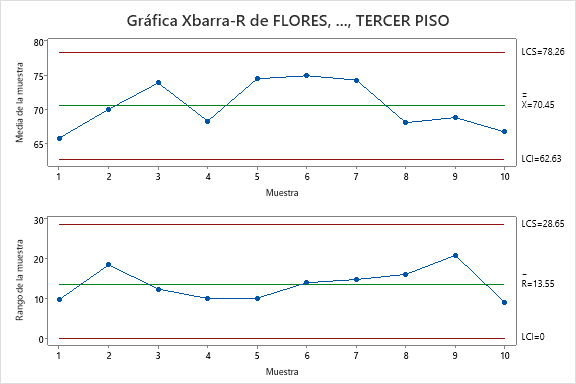 Gráfica Xbarra-R de FLORES, ..., TERCER PISO
Media de la muestra
80
75
70
65
LCS=78.26
X=70.45
LCI=62.63
1 2 3 4 5 6 7 8 9 10
Muestra
Rango de la muestra
30
20
10
0
LCS=28.65
R=13.55
LCI=0
1 2 3 4 5 6 7 8 9 10
Muestra